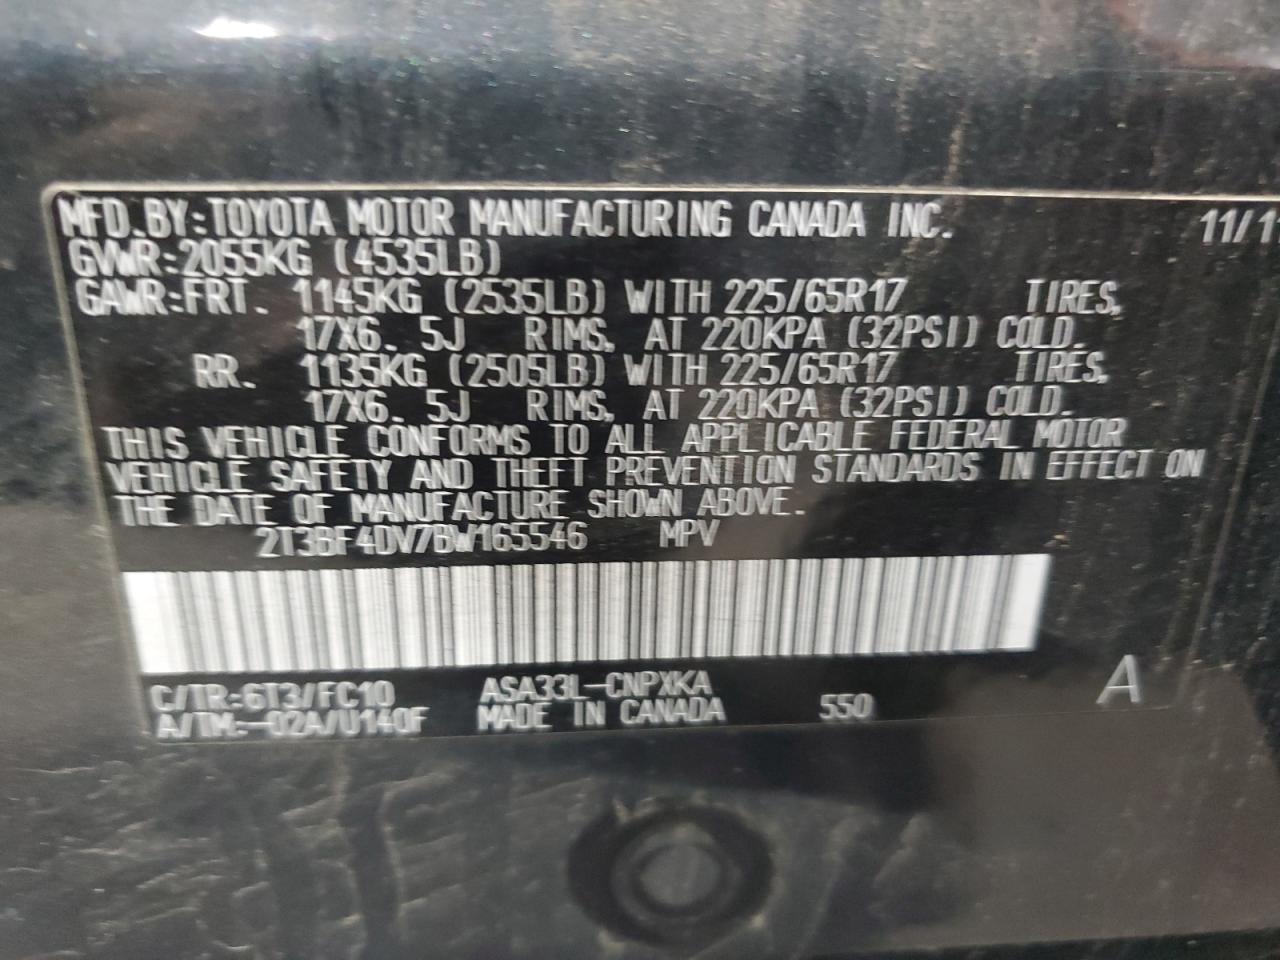 MFD.BY:TOYOTA MOTOR MANUFACTURING CANADA INC. 11/1
GVWR:2055KG (4535LB)
GAWR:FRT. 1145KG (2535LB) WITH 225/65R17 TIRES,
17X6.5J RIMS, AT 220KPA (32PSI) COLD.
RR. 1135KG (2505LB) WITH 225/65R17 TIRES,
17X6.5J RIMS, AT 220KPA (32PSI) COLD.
THIS VEHICLE CONFORMS TO ALL APPLICABLE FEDERAL MOTOR
VEHICLE SAFETY AND THEFT PREVENTION STANDARDS IN EFFECT ON
THE DATE OF MANUFACTURE SHOWN ABOVE.
2T3BF4DV7BW165546 MPV
C/TR:6T3/FC10 ASA33L-CNPXKA A
A/TM:-02A/U140F MADE IN CANADA 550